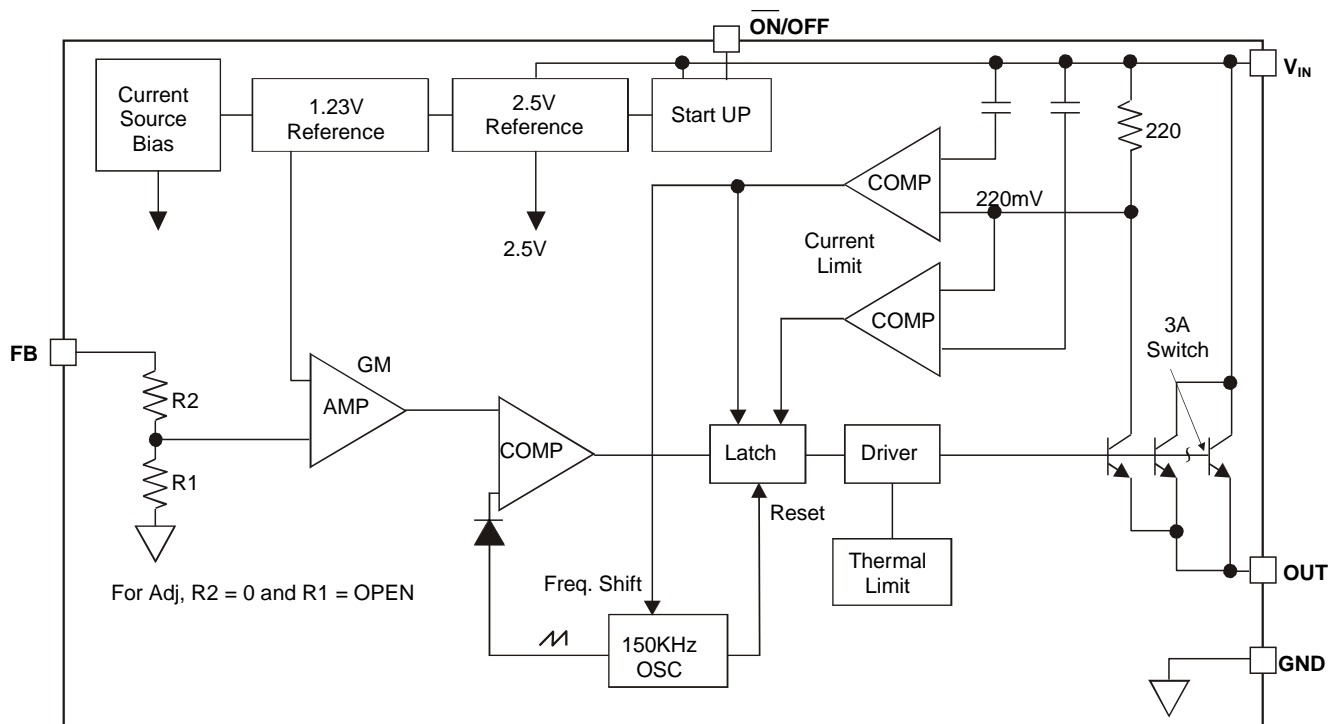 ON/OFF
VIN
Current
Source
Bias
1.23V
Reference
2.5V
Reference
Start UP
220
COMP
220mV
2.5V
Current
Limit
COMP
3A
Switch
FB
GM
R2
AMP
COMP
Latch
Driver
R1
Reset
Thermal
Limit
Freq. Shift
OUT
For Adj, R2 = 0 and R1 = OPEN
150KHz
OSC
GND